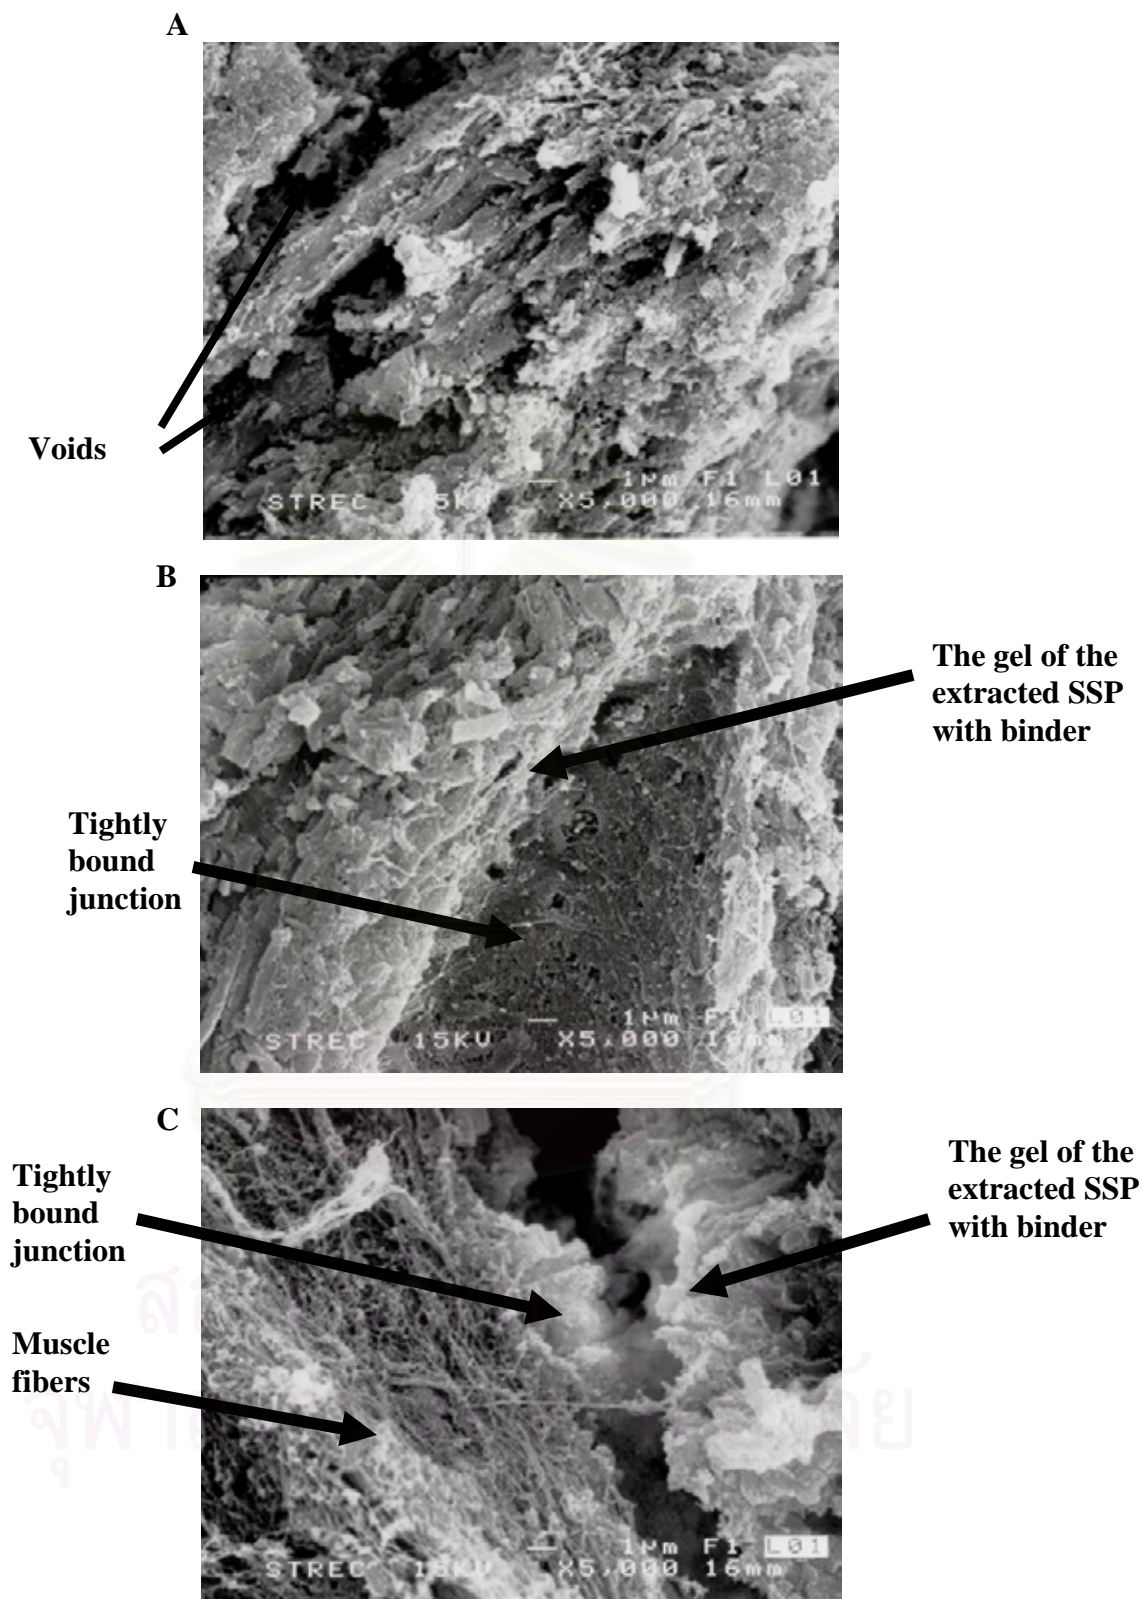 A
Voids
1μm F1 L01
STREC 15KV X5,000 16mm
B
The gel of the
extracted SSP
with binder
Tightly
bound
junction
1μm F1 L01
STREC 15KV X5,000 16mm
C
Tightly
bound
junction
The gel of the
extracted SSP
with binder
Muscle
fibers
1μm F1 L01
STREC 15KV X5,000 16mm